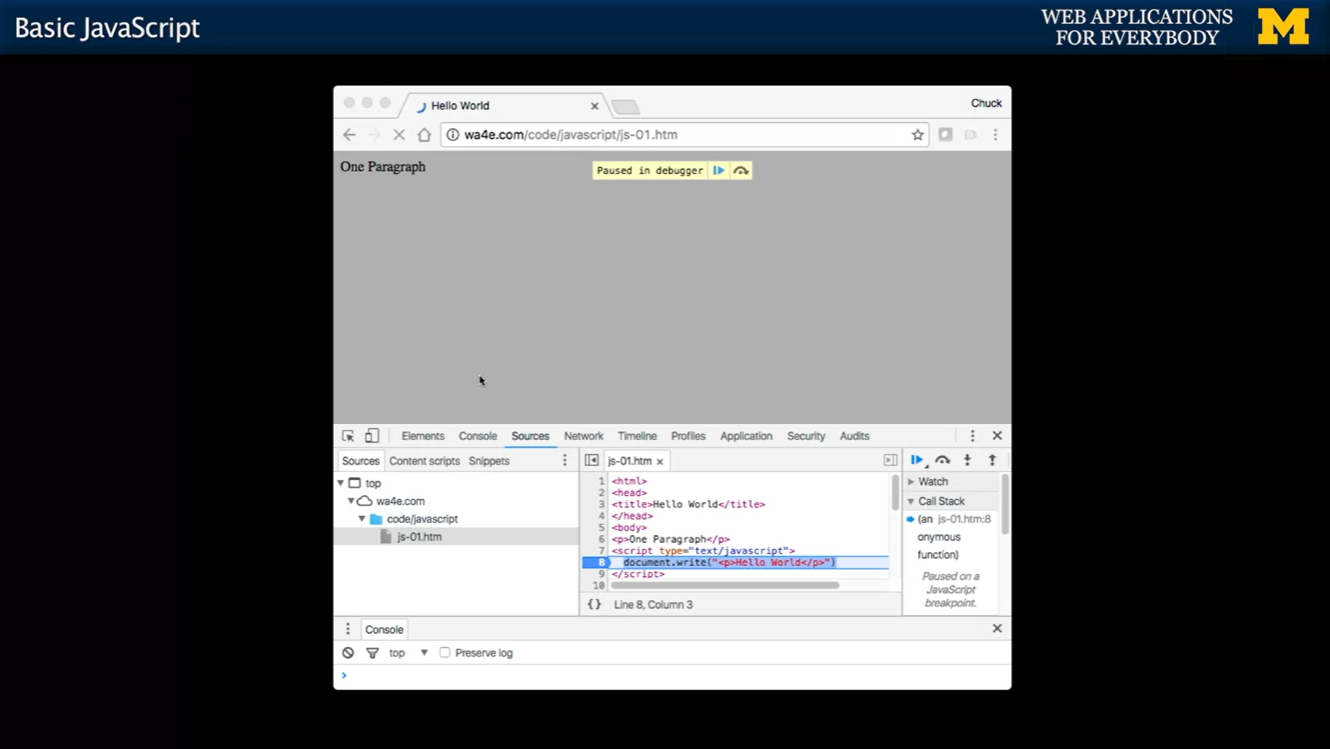 Basic JavaScript
WEB APPLICATIONS
FOR EVERYBODY
M
Hello World
Chuck
wa4e.com/code/javascript/js-01.htm
One Paragraph
Paused in debugger
Elements Console Sources Network Timeline Profiles Application Security Audits
Sources Content scripts Snippets
js-01.htm
top
wa4e.com
code/javascript
js-01.htm
1 <html>
2 <head>
3 <title>Hello World</title>
4 </head>
5 <body>
6 <p>One Paragraph</p>
7 <script type="text/javascript">
8 document.write("<p>Hello World</p>")
9 </script>
10
{} Line 8, Column 3
Watch
Call Stack
(an js-01.htm:8
onymous
function)
Paused on a
JavaScript
breakpoint.
Console
top Preserve log
>